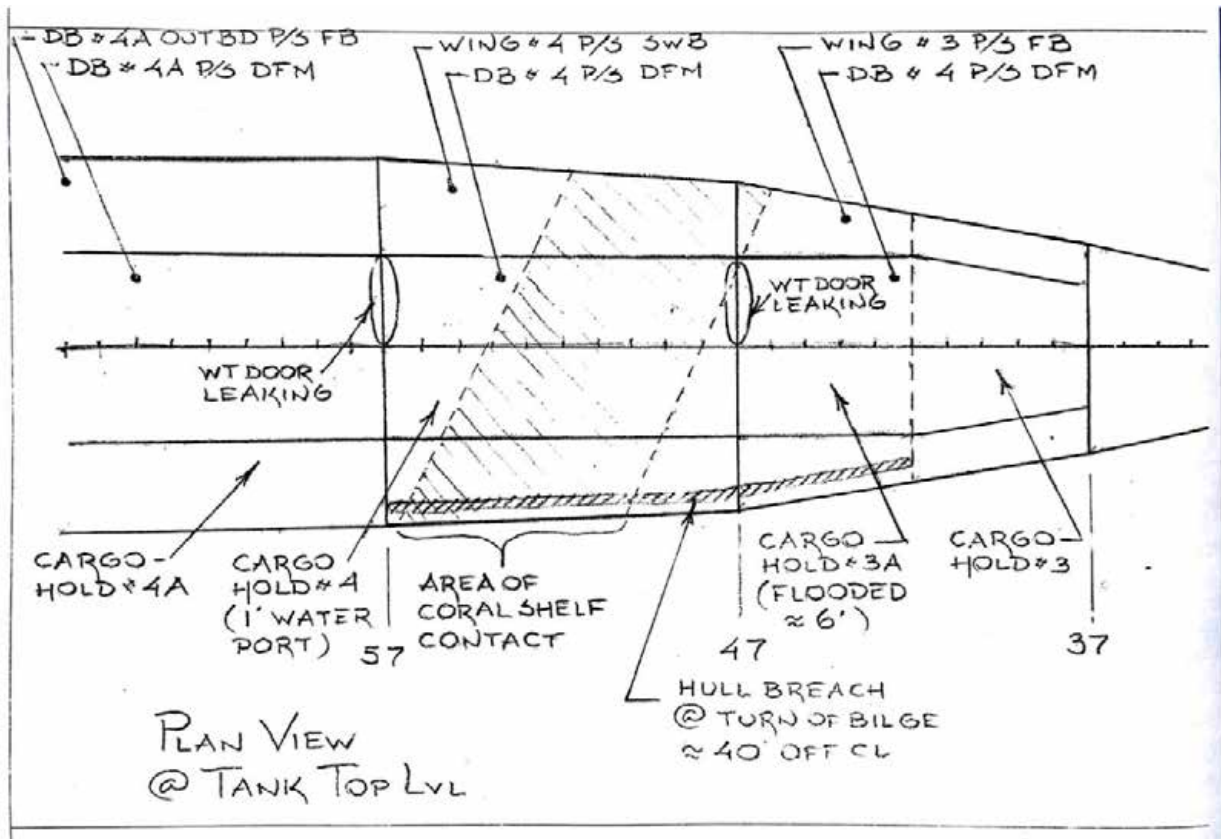 DB # 4A OUTBD P/S FB
DB # 4A P/S DFM
WING # 4 P/S SWB
DB # 4 P/S DFM
WING # 3 P/S FB
DB # 4 P/S DFM
WT DOOR
LEAKING
WT DOOR
LEAKING
CARGO
HOLD # 4A
CARGO
HOLD # 4
(1' WATER
PORT)
57
AREA OF
CORAL SHELF
CONTACT
47
CARGO
HOLD # 3A
(FLOODED
≈ 6')
CARGO
HOLD # 3
37
HULL BREACH
@ TURN OF BILGE
≈ 40' OFF CL
PLAN VIEW
@ TANK TOP LVL